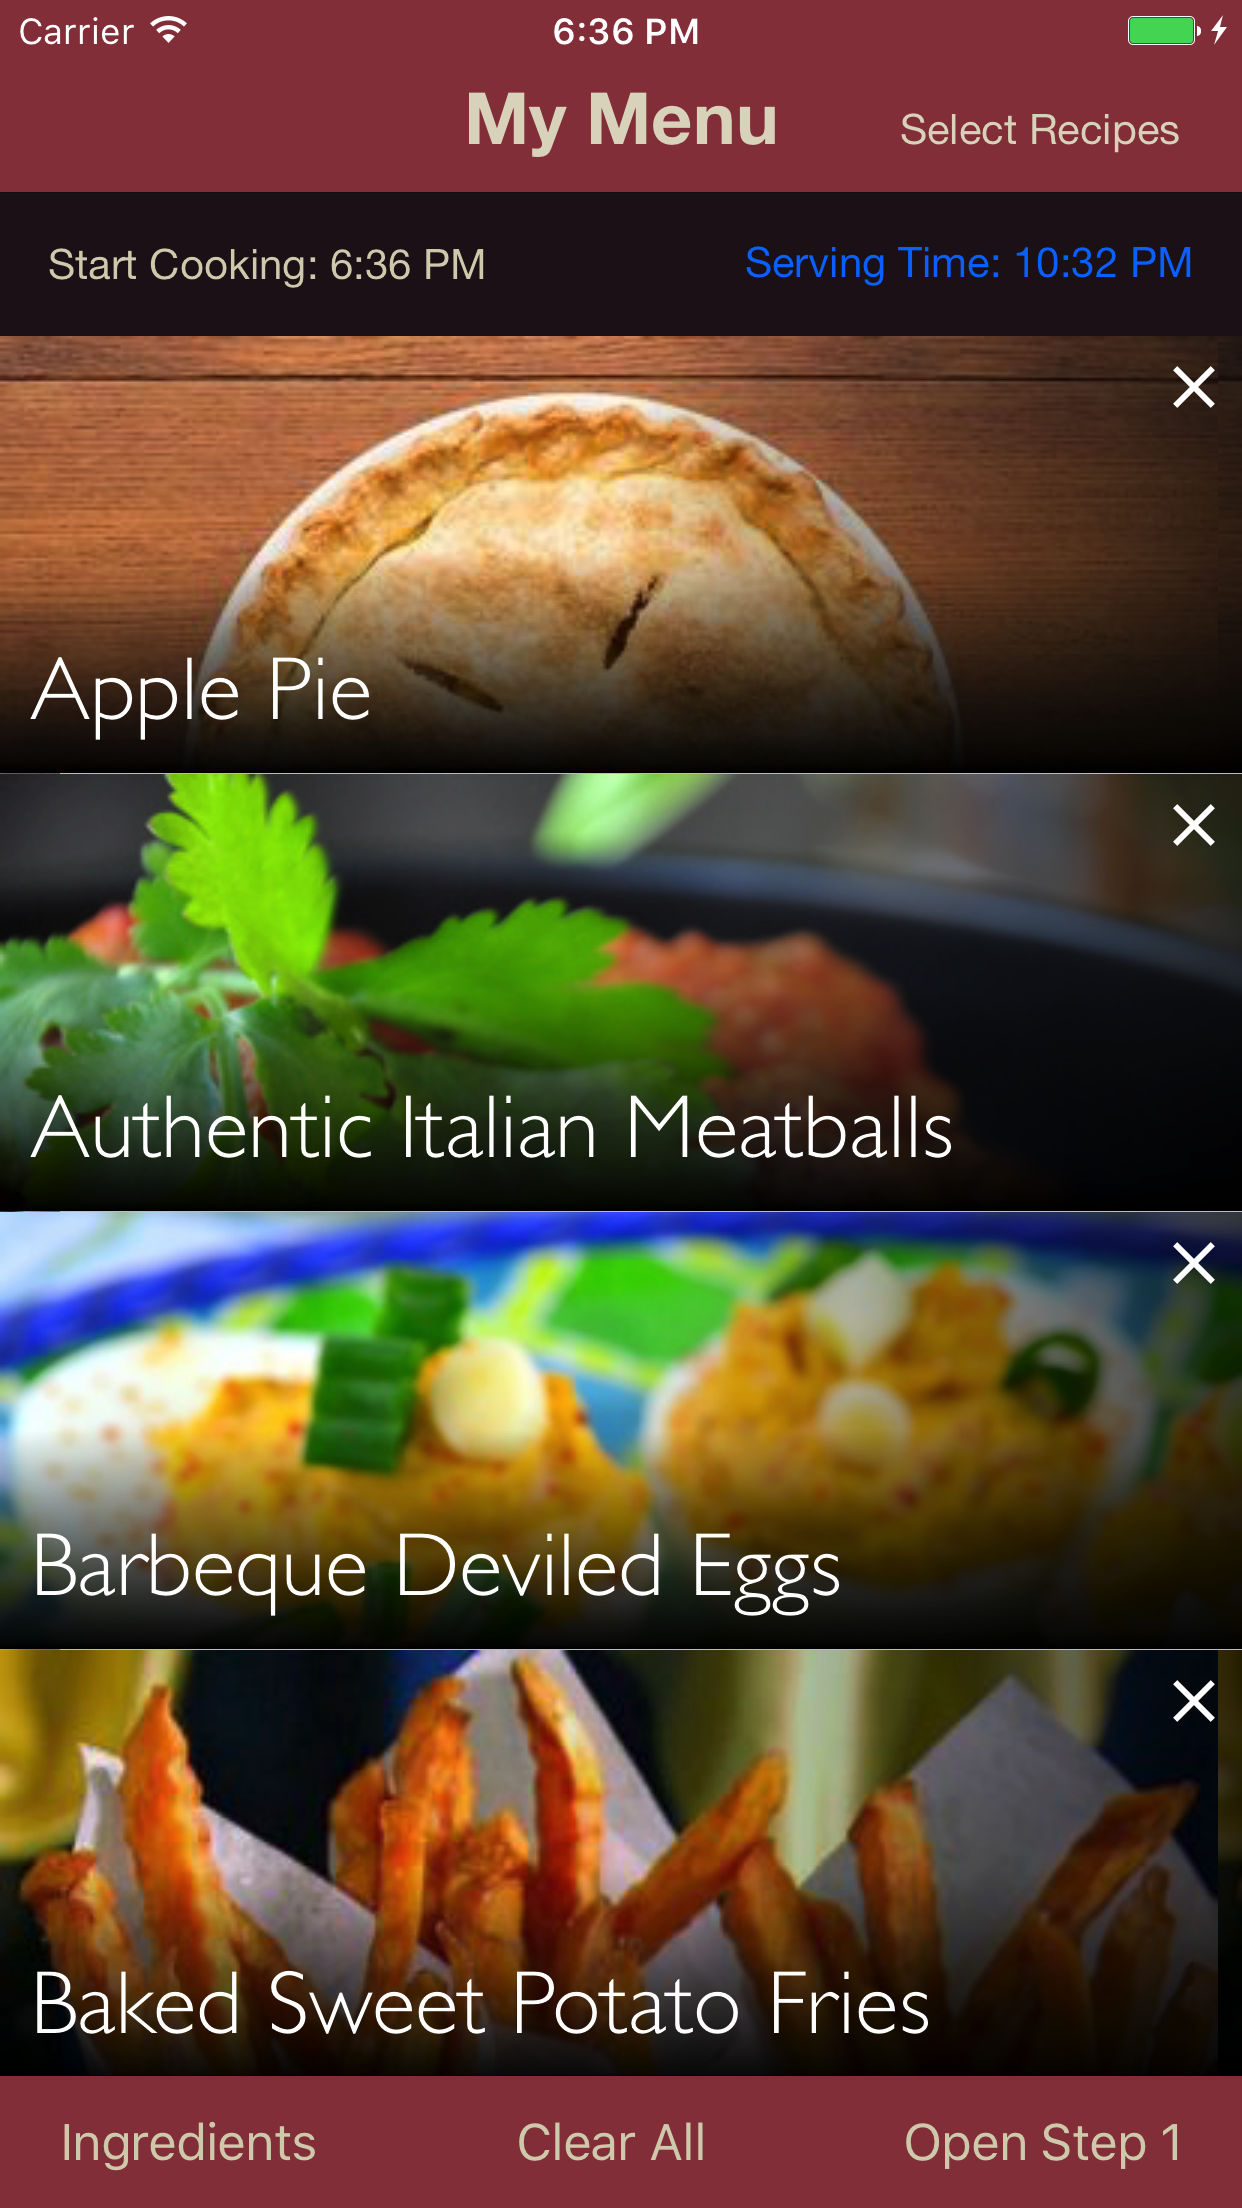 Carrier 6:36 PM
My Menu
Select Recipes
Start Cooking: 6:36 PM
Serving Time: 10:32 PM
Apple Pie
Authentic Italian Meatballs
Barbeque Deviled Eggs
Baked Sweet Potato Fries
Ingredients
Clear All
Open Step 1